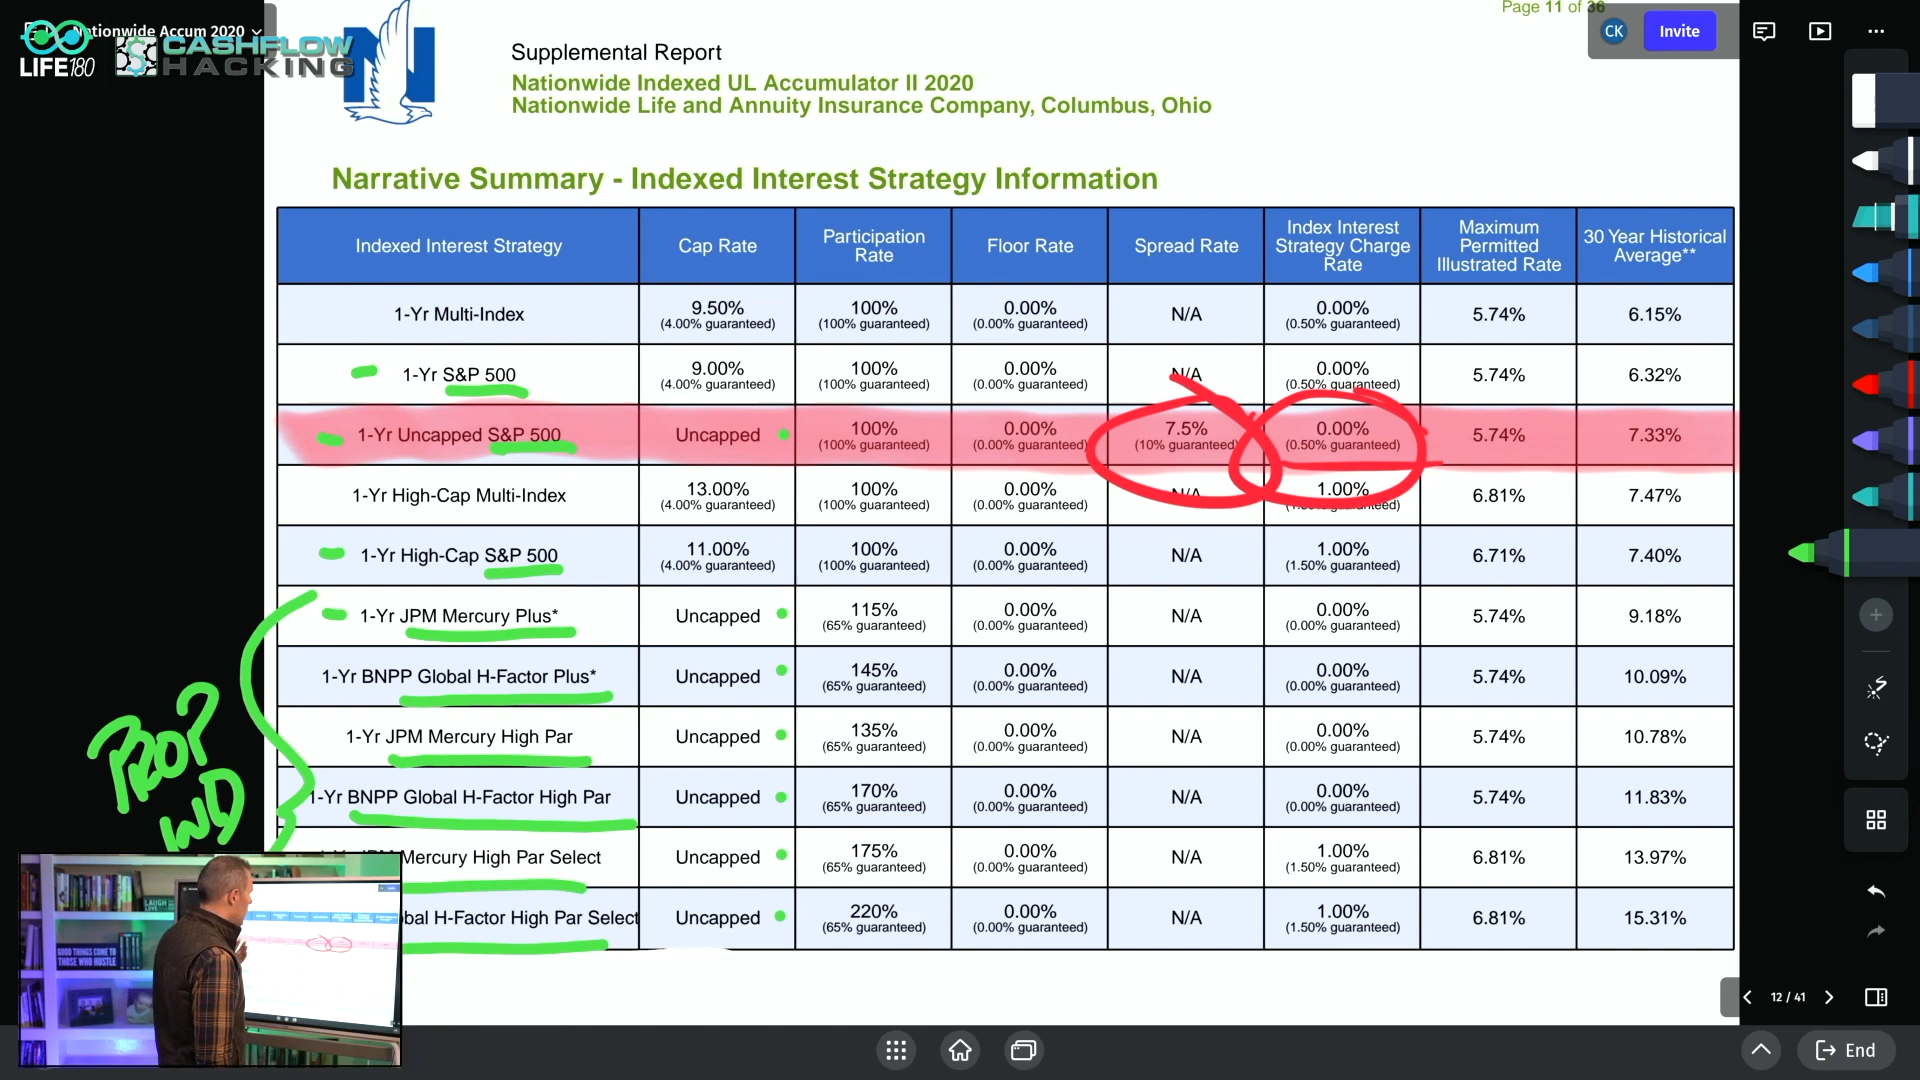 Page 11 of 36
Nationwide Accum 2020
LIFE180
CASHFLOW
HACKING
CK
Invite
Supplemental Report
Nationwide Indexed UL Accumulator II 2020
Nationwide Life and Annuity Insurance Company, Columbus, Ohio
Narrative Summary - Indexed Interest Strategy Information
Indexed Interest Strategy
Cap Rate
Participation
Rate
Floor Rate
Spread Rate
Index Interest
Strategy Charge
Rate
Maximum
Permitted
Illustrated Rate
30 Year Historical
Average**
1-Yr Multi-Index
9.50%
(4.00% guaranteed)
100%
(100% guaranteed)
0.00%
(0.00% guaranteed)
N/A
0.00%
(0.50% guaranteed)
5.74%
6.15%
1-Yr S&P 500
9.00%
(4.00% guaranteed)
100%
(100% guaranteed)
0.00%
(0.00% guaranteed)
N/A
0.00%
(0.50% guaranteed)
5.74%
6.32%
1-Yr Uncapped S&P 500
Uncapped
100%
(100% guaranteed)
0.00%
(0.00% guaranteed)
7.5%
(10% guaranteed)
0.00%
(0.50% guaranteed)
5.74%
7.33%
1-Yr High-Cap Multi-Index
13.00%
(4.00% guaranteed)
100%
(100% guaranteed)
0.00%
(0.00% guaranteed)
N/A
1.00%
(1.50% guaranteed)
6.81%
7.47%
1-Yr High-Cap S&P 500
11.00%
(4.00% guaranteed)
100%
(100% guaranteed)
0.00%
(0.00% guaranteed)
N/A
1.00%
(1.50% guaranteed)
6.71%
7.40%
1-Yr JPM Mercury Plus*
Uncapped
115%
(65% guaranteed)
0.00%
(0.00% guaranteed)
N/A
0.00%
(0.00% guaranteed)
5.74%
9.18%
1-Yr BNPP Global H-Factor Plus*
Uncapped
145%
(65% guaranteed)
0.00%
(0.00% guaranteed)
N/A
0.00%
(0.00% guaranteed)
5.74%
10.09%
1-Yr JPM Mercury High Par
Uncapped
135%
(65% guaranteed)
0.00%
(0.00% guaranteed)
N/A
0.00%
(0.00% guaranteed)
5.74%
10.78%
1-Yr BNPP Global H-Factor High Par
Uncapped
170%
(65% guaranteed)
0.00%
(0.00% guaranteed)
N/A
0.00%
(0.00% guaranteed)
5.74%
11.83%
Mercury High Par Select
Uncapped
175%
(65% guaranteed)
0.00%
(0.00% guaranteed)
N/A
1.00%
(1.50% guaranteed)
6.81%
13.97%
obal H-Factor High Par Select
Uncapped
220%
(65% guaranteed)
0.00%
(0.00% guaranteed)
N/A
1.00%
(1.50% guaranteed)
6.81%
15.31%
PROP
GOOD THINGS COME TO
THOSE WHO HUSTLE
12 / 41
End